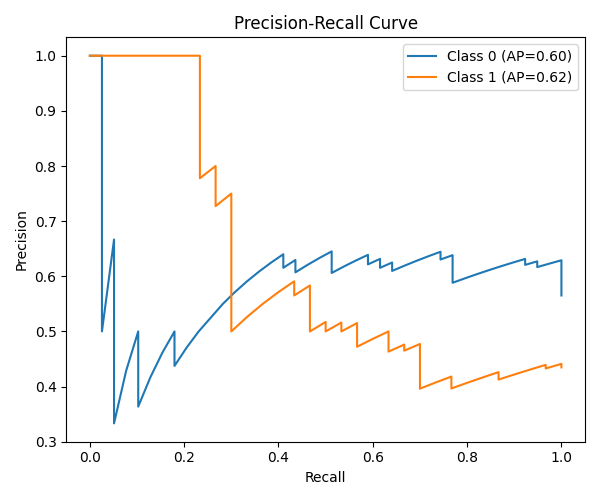 Precision-Recall Curve
Class 0 (AP=0.60)
Class 1 (AP=0.62)
Precision
1.0
0.9
0.8
0.7
0.6
0.5
0.4
0.3
0.0 0.2 0.4 0.6 0.8 1.0
Recall